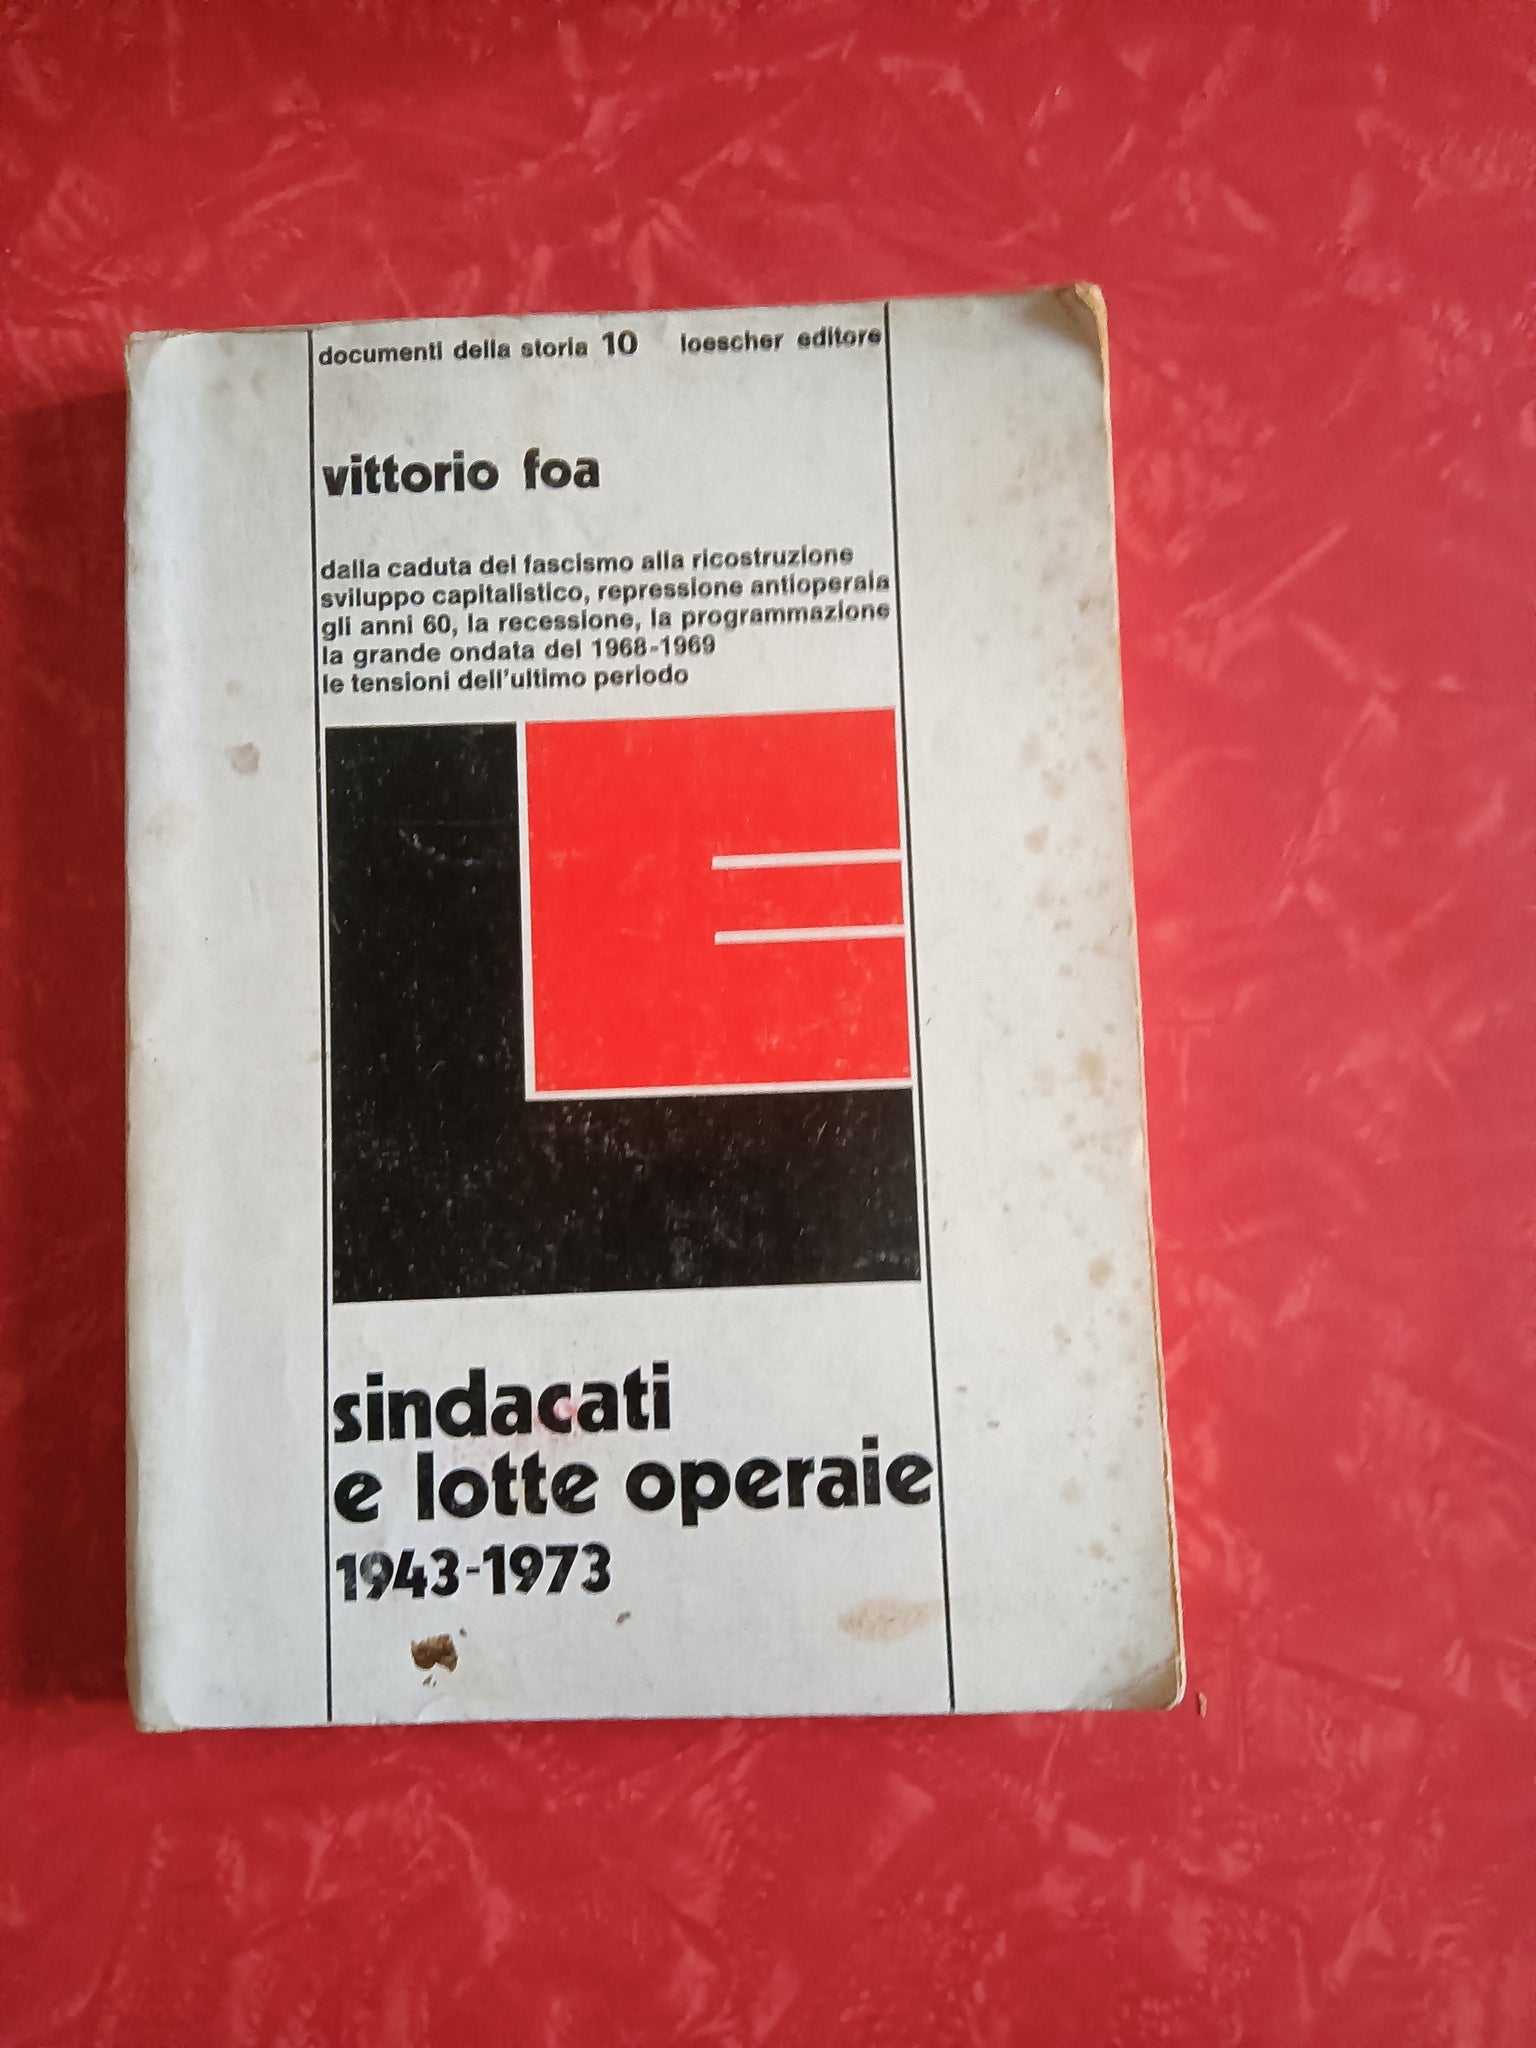 documenti della storia 10 loescher editore
vittorio foa
dalla caduta del fascismo alla ricostruzione
sviluppo capitalistico, repressione antioperaia
gli anni 60, la recessione, la programmazione
la grande ondata del 1968-1969
le tensioni dell'ultimo periodo
sindacati
e lotte operaie
1943-1973